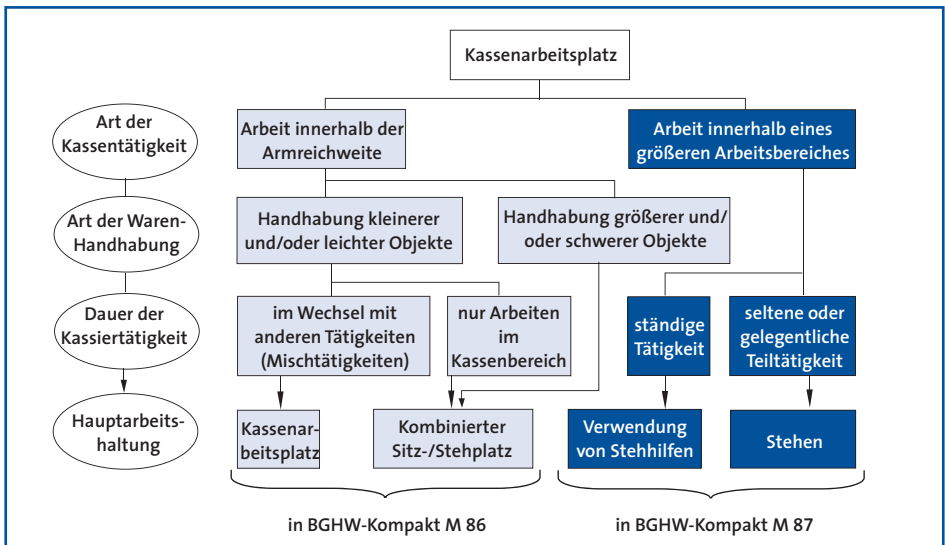 Kassenarbeitsplatz
Art der
Kassentätigkeit
Arbeit innerhalb der
Armreichweite
Arbeit innerhalb eines
größeren Arbeitsbereiches
Art der Waren-
Handhabung
Handhabung kleinerer
und/oder leichter Objekte
Handhabung größerer und/
oder schwerer Objekte
Dauer der
Kassiertätigkeit
im Wechsel mit
anderen Tätigkeiten
(Mischtätigkeiten)
nur Arbeiten
im
Kassenbereich
ständige
Tätigkeit
seltene oder
gelegentliche
Teiltätigkeit
Hauptarbeits-
haltung
Kassenar-
beitsplatz
Kombinierter
Sitz-/Stehplatz
Verwendung
von Stehhilfen
Stehen
in BGHW-Kompakt M 86
in BGHW-Kompakt M 87